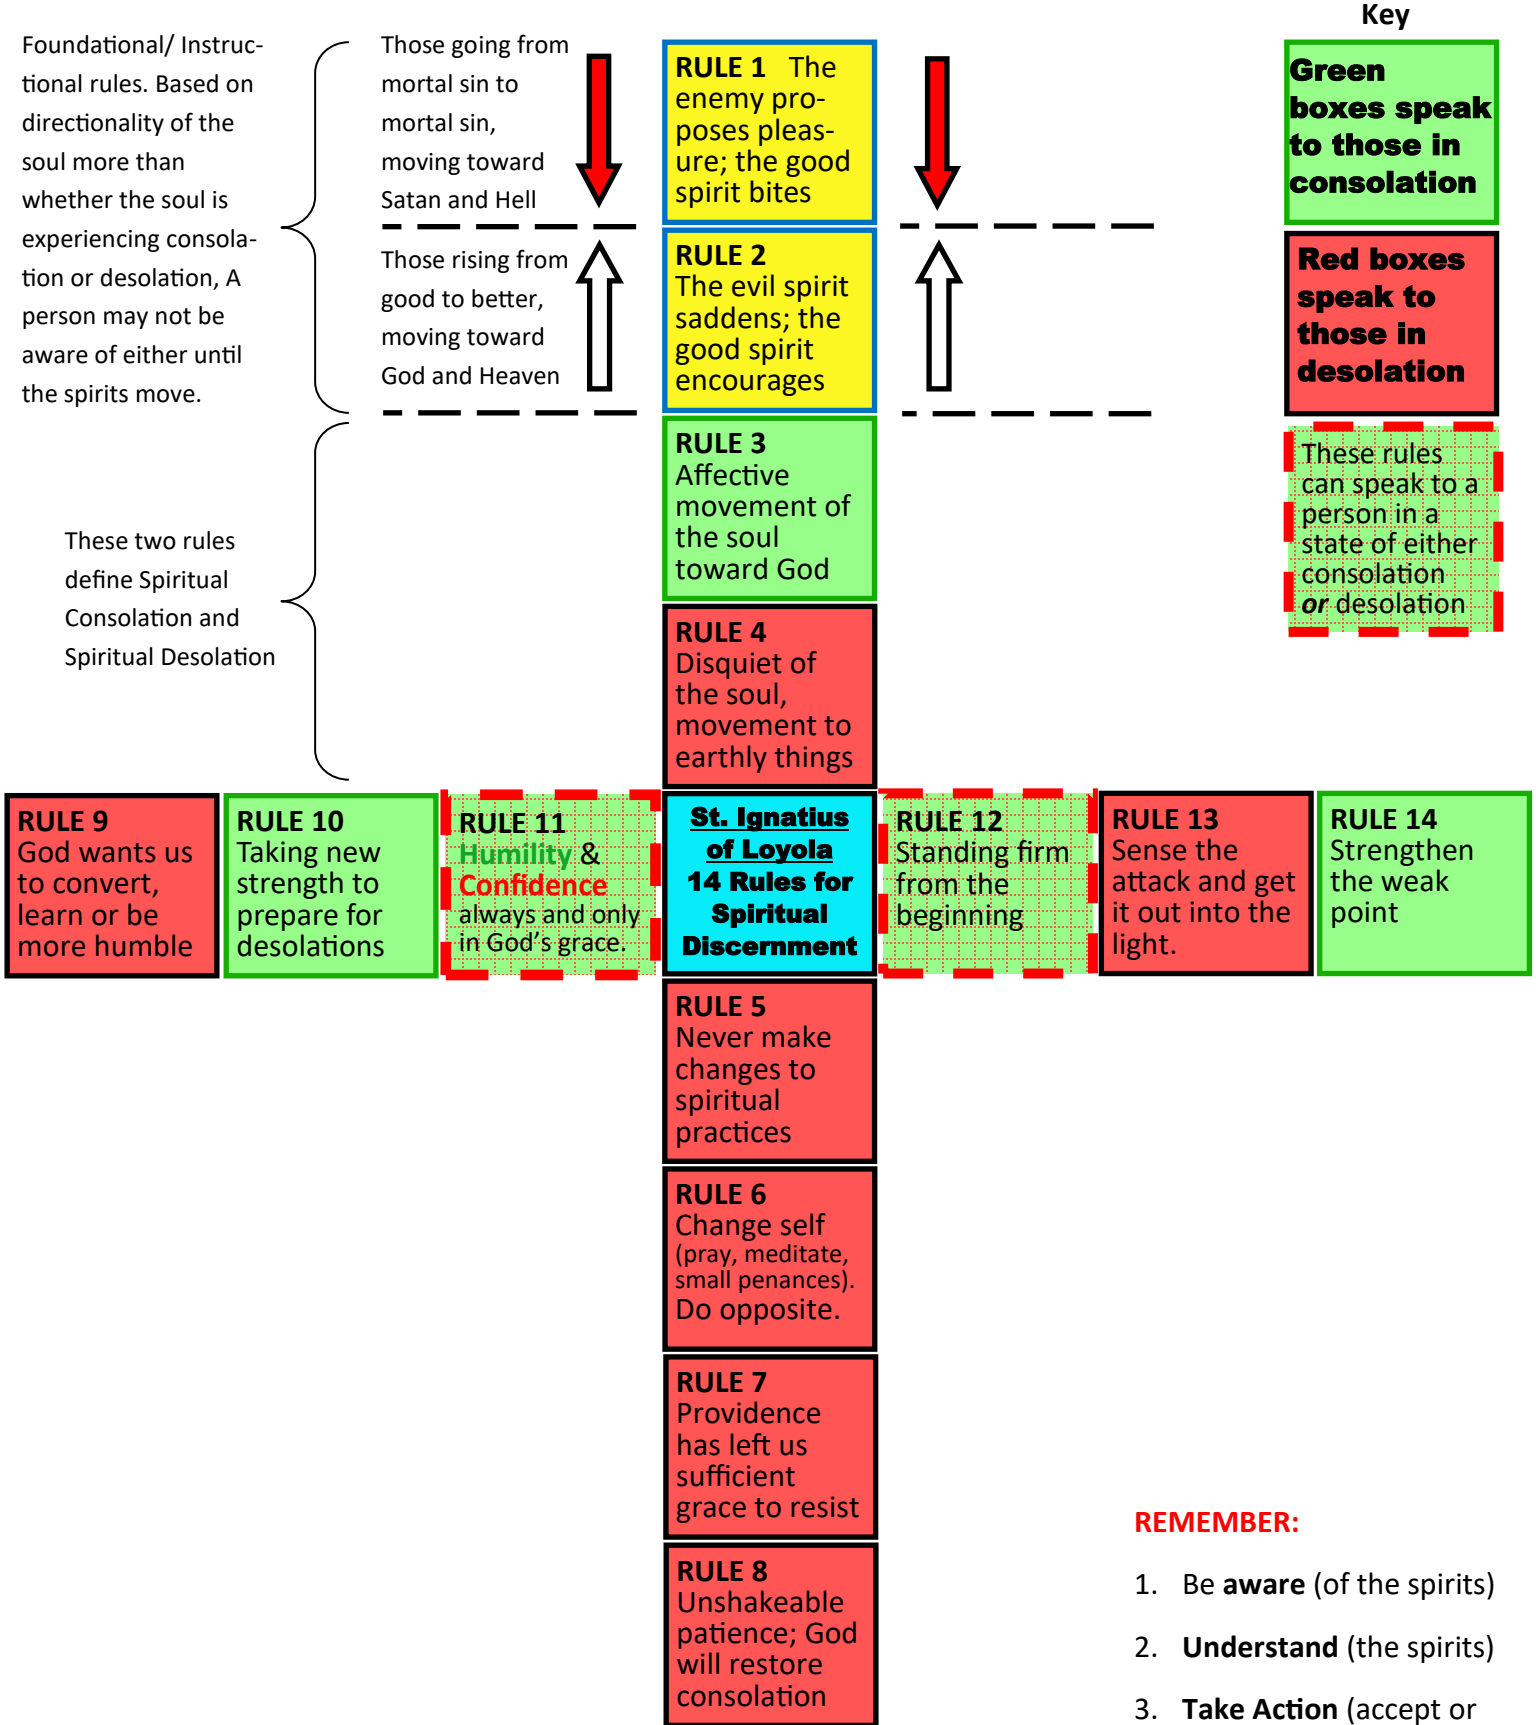 Foundational/ Instruc-
tional rules. Based on
directionality of the
soul more than
whether the soul is
experiencing consola-
tion or desolation, A
person may not be
aware of either until
the spirits move.
Those going from
mortal sin to
mortal sin,
moving toward
Satan and Hell
Those rising from
good to better,
moving toward
God and Heaven
These two rules
define Spiritual
Consolation and
Spiritual Desolation
RULE 1 The
enemy pro-
poses pleas-
ure; the good
spirit bites
RULE 2
The evil spirit
saddens; the
good spirit
encourages
RULE 3
Affective
movement of
the soul
toward God
RULE 4
Disquiet of
the soul,
movement to
earthly things
Key
Green
boxes speak
to those in
consolation
Red boxes
speak to
those in
desolation
These rules
can speak to a
person in a
state of either
consolation
or desolation
RULE 9
God wants us
to convert,
learn or be
more humble
RULE 10
Taking new
strength to
prepare for
desolations
RULE 11
Humility &
Confidence
always and only
in God's grace.
St. Ignatius
of Loyola
14 Rules for
Spiritual
Discernment
RULE 12
Standing firm
from the
beginning
RULE 13
Sense the
attack and get
it out into the
light.
RULE 14
Strengthen
the weak
point
RULE 5
Never make
changes to
spiritual
practices
RULE 6
Change self
(pray, meditate,
small penances).
Do opposite.
RULE 7
Providence
has left us
sufficient
grace to resist
RULE 8
Unshakeable
patience; God
will restore
consolation
REMEMBER:
1. Be aware (of the spirits)
2. Understand (the spirits)
3. Take Action (accept or